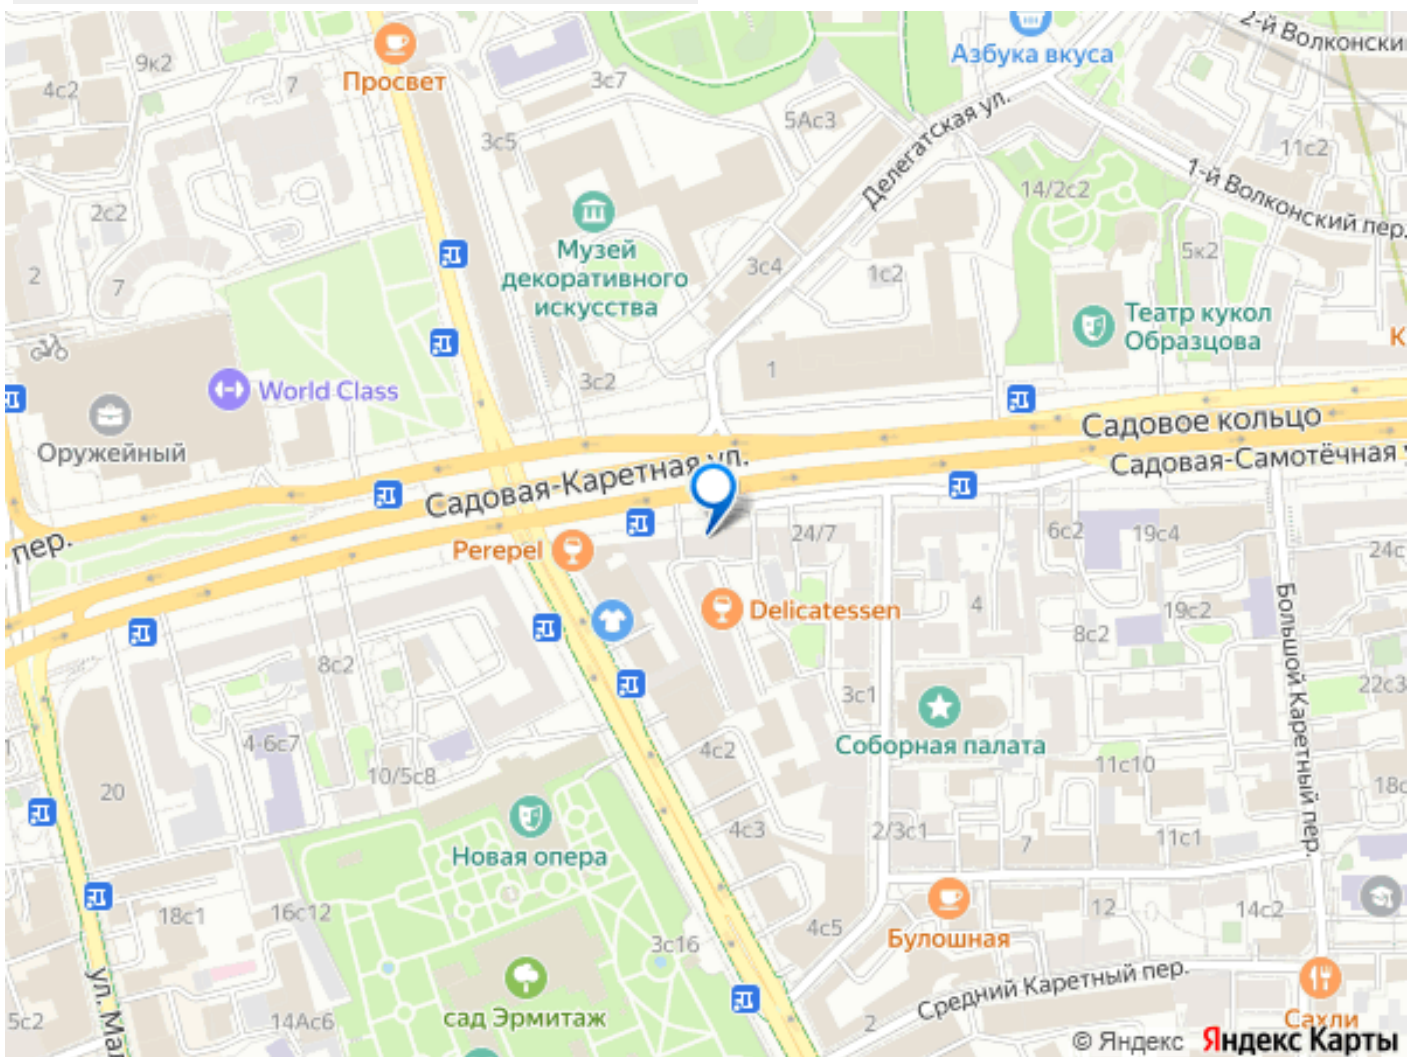 2-й Волконски
Азбука вкуса
Просвет
9к2
4с2
7
3с7
3с5
5Ас3
Делегатская ул.
11с2
1-й Волконский пер.
14/2с2
2с2
Музей
декоративного
искусства
3с4
1с2
5к2
2
7
Театр кукол
Образцова
К
3с2
1
World Class
Оружейный
Садовое кольцо
Садовая-Каретная ул.
Садовая-Самотёчная у
пер.
Perepel
24/7
6с2
19с4
24с
Delicatessen
4
19с2
8с2
8с2
Большой Каретный пер.
3с1
22с3
4-6с7
4с2
Соборная палата
10/5с8
11с10
20
18с
4с3
2/3с1
7
11с1
Новая опера
18с1
16с12
12
14с2
4с5
Булошная
3с16
ул. Мал
Средний Каретный пер.
5с2
14Ас6
сад Эрмитаж
2
Сахли
© Яндекс Яндекс Карты